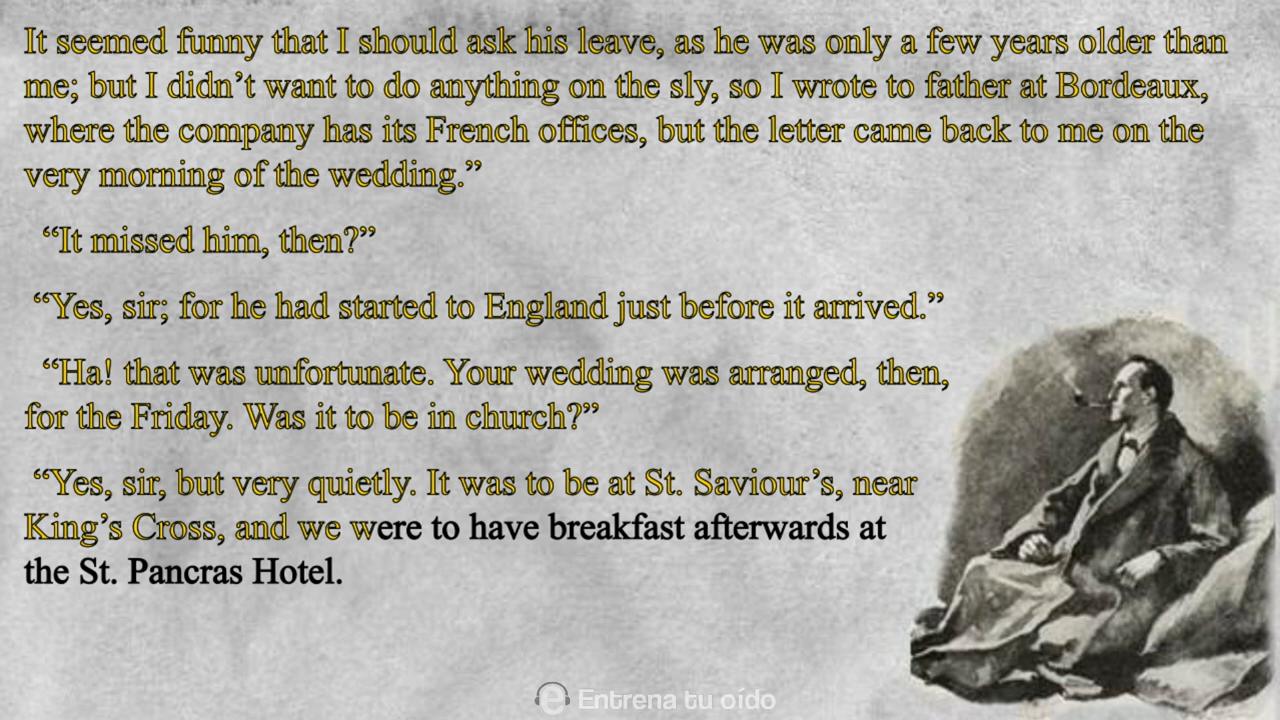 It seemed funny that I should ask his leave, as he was only a few years older than
me; but I didn’t want to do anything on the sly, so I wrote to father at Bordeaux,
where the company has its French offices, but the letter came back to me on the
very morning of the wedding.”
“It missed him, then?”
“Yes, sir; for he had started to England just before it arrived.”
“Ha! that was unfortunate. Your wedding was arranged, then,
for the Friday. Was it to be in church?”
“Yes, sir, but very quietly. It was to be at St. Saviour’s, near
King’s Cross, and we were to have breakfast afterwards at
the St. Pancras Hotel.
e Entrena tu oído